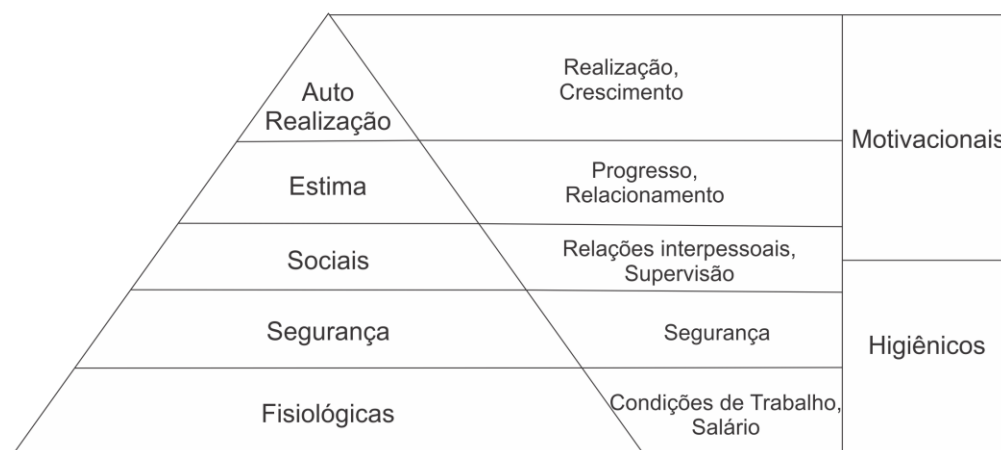 Auto
Realização
Realização,
Crescimento
Motivacionais
Estima
Progresso,
Relacionamento
Sociais
Relações interpessoais,
Supervisão
Segurança
Segurança
Higiênicos
Fisiológicas
Condições de Trabalho,
Salário